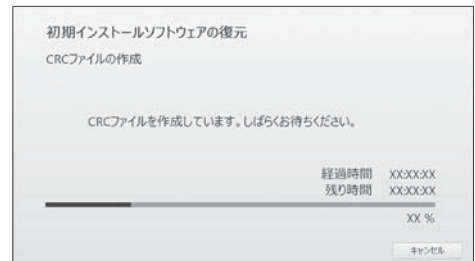 初期インストールソフトウェアの復元
CRCファイルの作成
CRCファイルを作成しています。しばらくお待ちください。
経過時間 XX:XX:XX
残り時間 XX:XX:XX
XX %
キャンセル